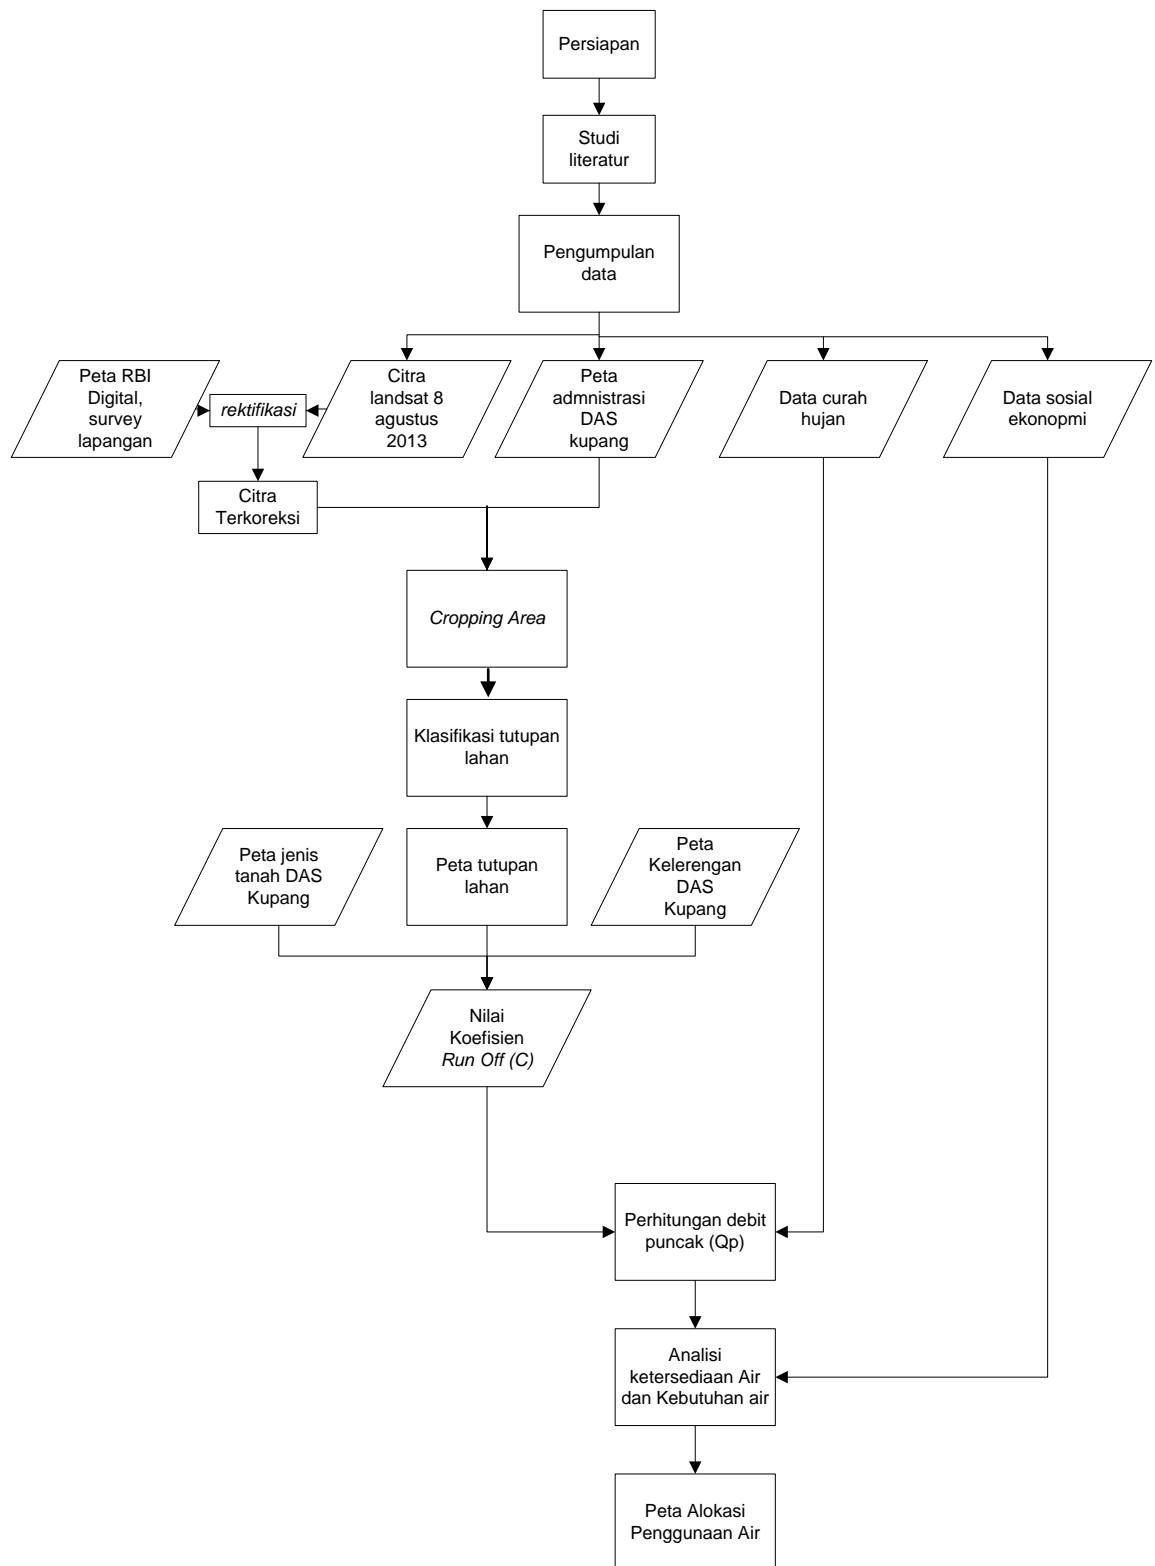 Persiapan
Studi
literatur
Pengumpulan
data
Peta RBI
Digital,
survey
lapangan
rektifikasi
Citra
landsat 8
agustus
2013
Peta
admnistrasi
DAS
kupang
Data curah
hujan
Data sosial
ekonopmi
Citra
Terkoreksi
Cropping Area
Klasifikasi tutupan
lahan
Peta jenis
tanah DAS
Kupang
Peta tutupan
lahan
Peta
Kelerengan
DAS
Kupang
Nilai
Koefisien
Run Off (C)
Perhitungan debit
puncak (Qp)
Analisi
ketersediaan Air
dan Kebutuhan air
Peta Alokasi
Penggunaan Air